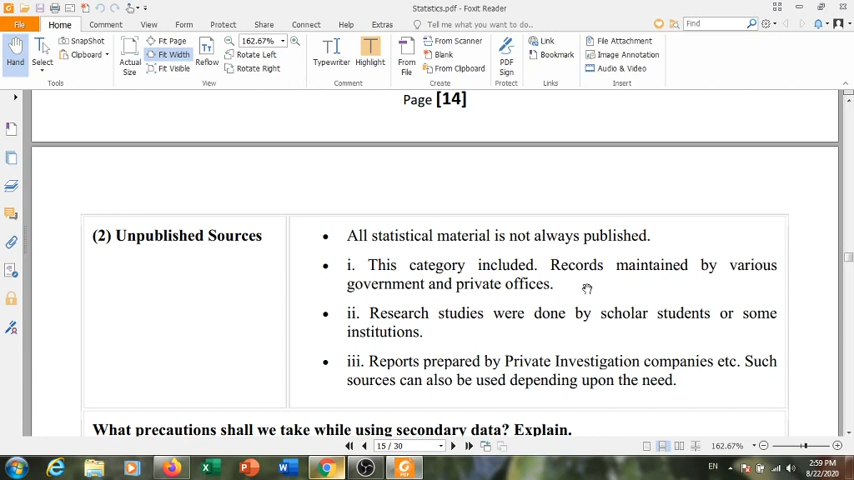 Statistics.pdf - Foxit Reader
File Home Comment View Form Protect Share Connect Help Extras Tell me what you want to do... Find
Hand
Select
SnapShot
Clipboard
Tools
Actual Size
Fit Page
Fit Width
Fit Visible
Reflow
162.67%
Rotate Left
Rotate Right
View
Typewriter
Highlight
Comment
From File
From Scanner
Blank
From Clipboard
Create
PDF Sign
Protect
Link
Bookmark
File Attachment
Image Annotation
Audio & Video
Insert
Page [14]
(2) Unpublished Sources
• All statistical material is not always published.
• i. This category included. Records maintained by various
government and private offices.
• ii. Research studies were done by scholar students or some
institutions.
• iii. Reports prepared by Private Investigation companies etc. Such
sources can also be used depending upon the need.
What precautions shall we take while using secondary data? Explain.
15 / 30
162.67%
EN
2:59 PM
8/22/2020